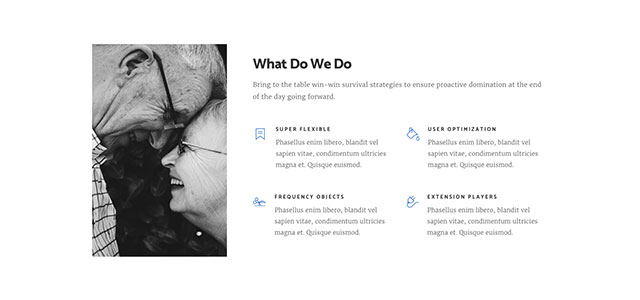 What Do We Do
Bring to the table win-win survival strategies to ensure proactive domination at the end
of the day going forward.
SUPER FLEXIBLE
Phasellus enim libero, blandit vel
sapien vitae, condimentum ultricies
magna et. Quisque euismod.
USER OPTIMIZATION
Phasellus enim libero, blandit vel
sapien vitae, condimentum ultricies
magna et. Quisque euismod.
FREQUENCY OBJECTS
Phasellus enim libero, blandit vel
sapien vitae, condimentum ultricies
magna et. Quisque euismod.
EXTENSION PLAYERS
Phasellus enim libero, blandit vel
sapien vitae, condimentum ultricies
magna et. Quisque euismod.